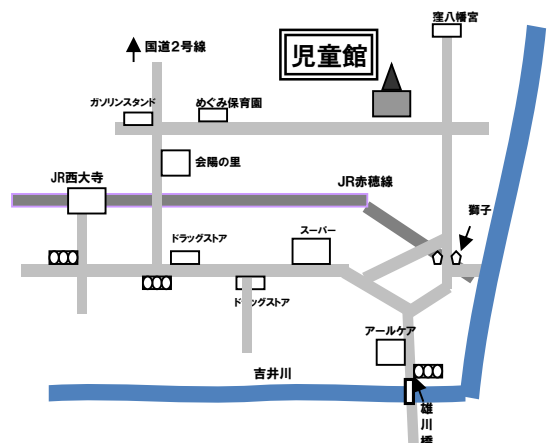 窪八幡宮
国道２号線
児童館
ガソリンスタンド
めぐみ保育園
会陽の里
JR西大寺
JR赤穂線
獅子
ドラッグストア
スーパー
ドラッグストア
アールケア
吉井川
雄川橋